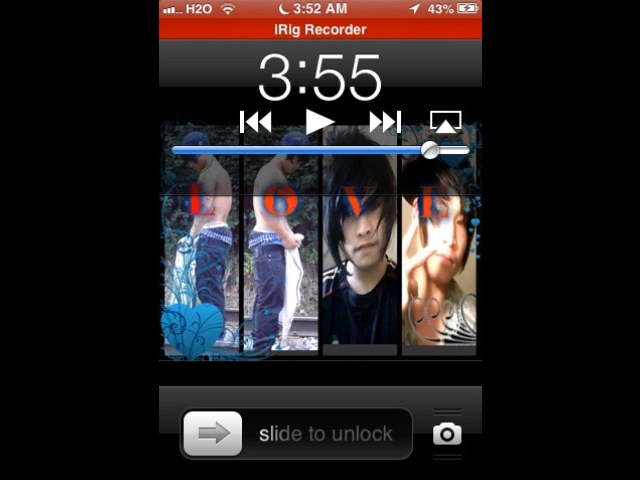 H2O 3:52 AM 43%
iRig Recorder
3:55
L O V E
slide to unlock